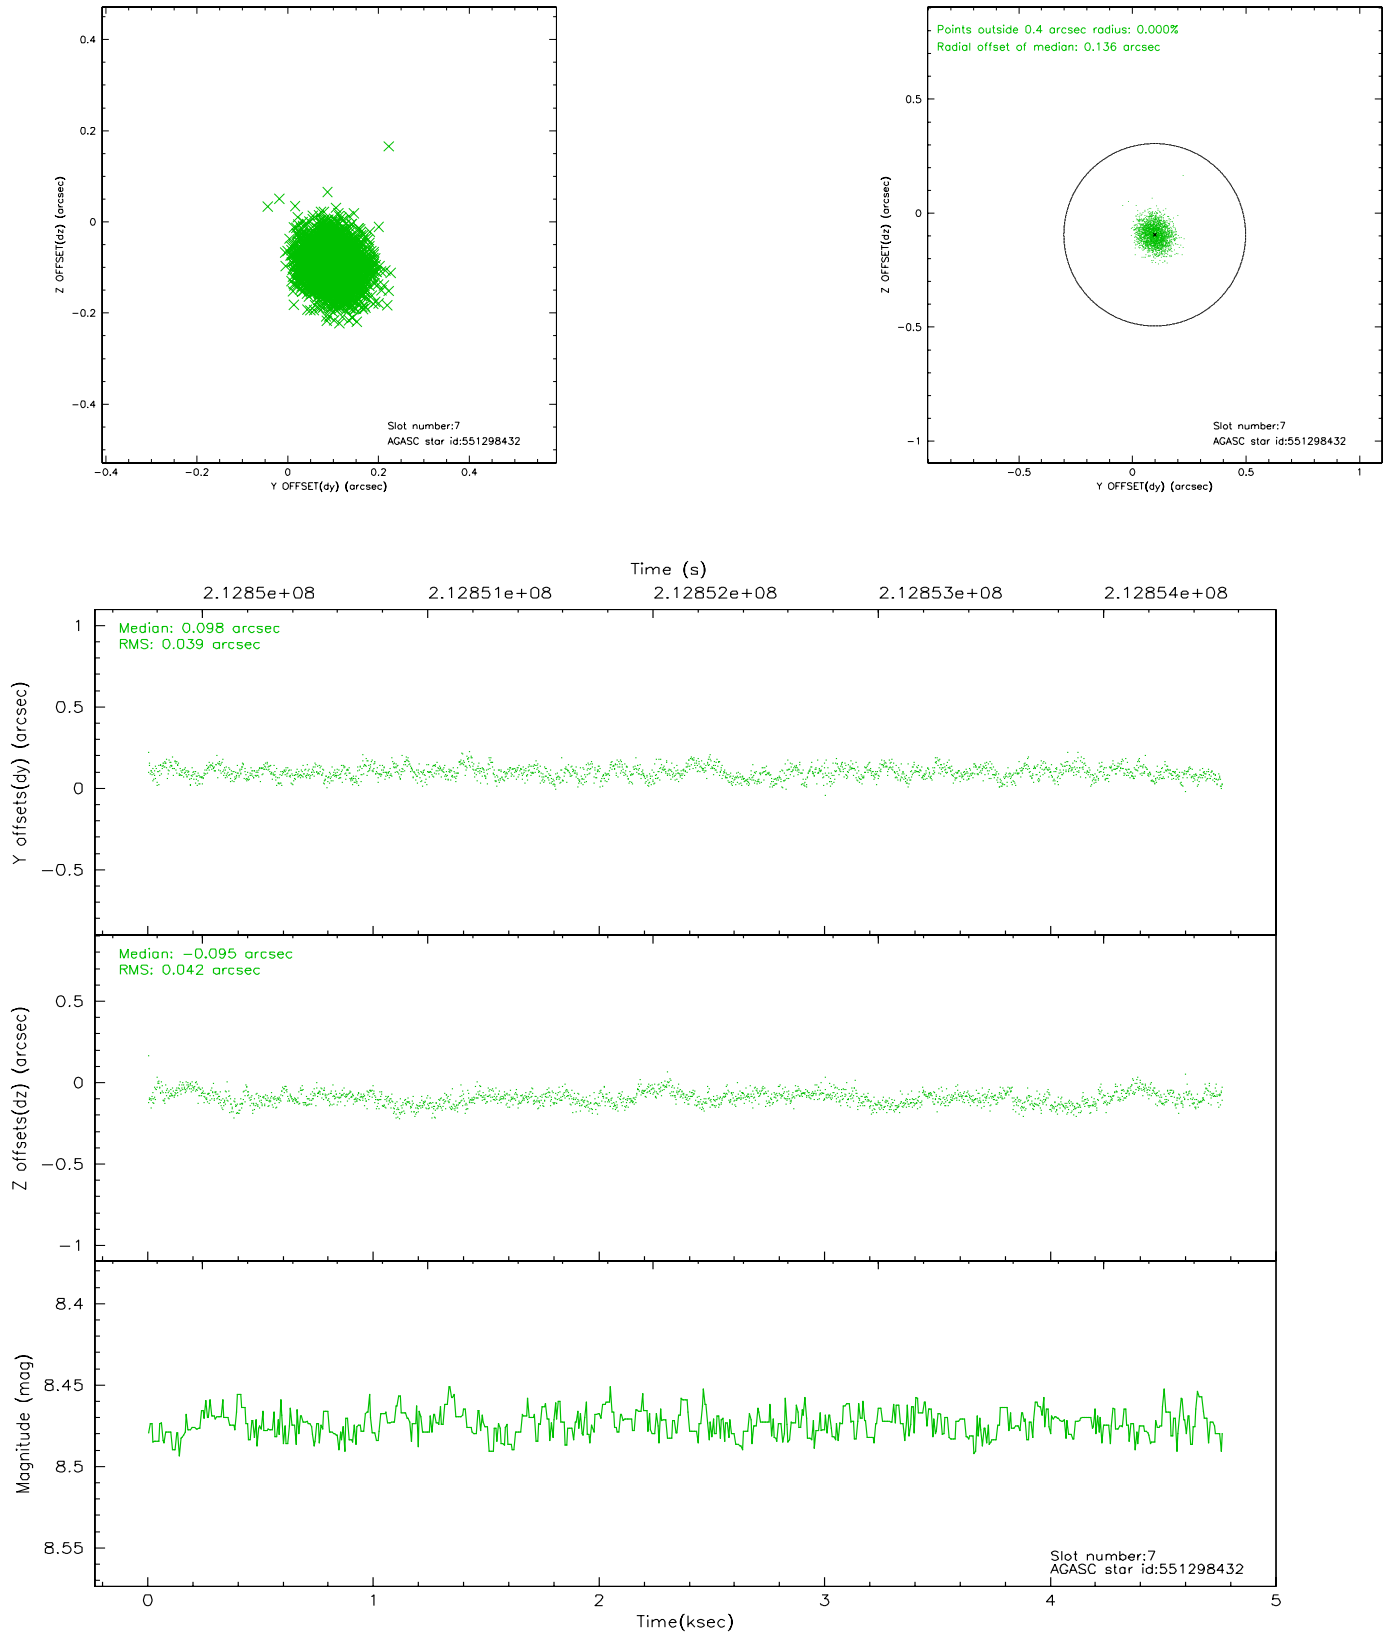 0.4
0.2
0
−0.2
−0.4
Z OFFSET(dz) (arcsec)
Slot number:7
AGASC star id:551298432
−0.4 −0.2 0 0.2 0.4
Y OFFSET(dy) (arcsec)
Points outside 0.4 arcsec radius: 0.000%
Radial offset of median: 0.136 arcsec
0.5
0
−0.5
−1
Z OFFSET(dz) (arcsec)
Slot number:7
AGASC star id:551298432
−0.5 0 0.5 1
Y OFFSET(dy) (arcsec)
Time (s)
2.1285e+08 2.12851e+08 2.12852e+08 2.12853e+08 2.12854e+08
Median: 0.098 arcsec
RMS: 0.039 arcsec
1
0.5
0
−0.5
Y offsets(dy) (arcsec)
Median: −0.095 arcsec
RMS: 0.042 arcsec
0.5
0
−0.5
−1
Z offsets(dz) (arcsec)
8.4
8.45
8.5
8.55
Magnitude (mag)
Slot number:7
AGASC star id:551298432
0 1 2 3 4 5
Time(ksec)